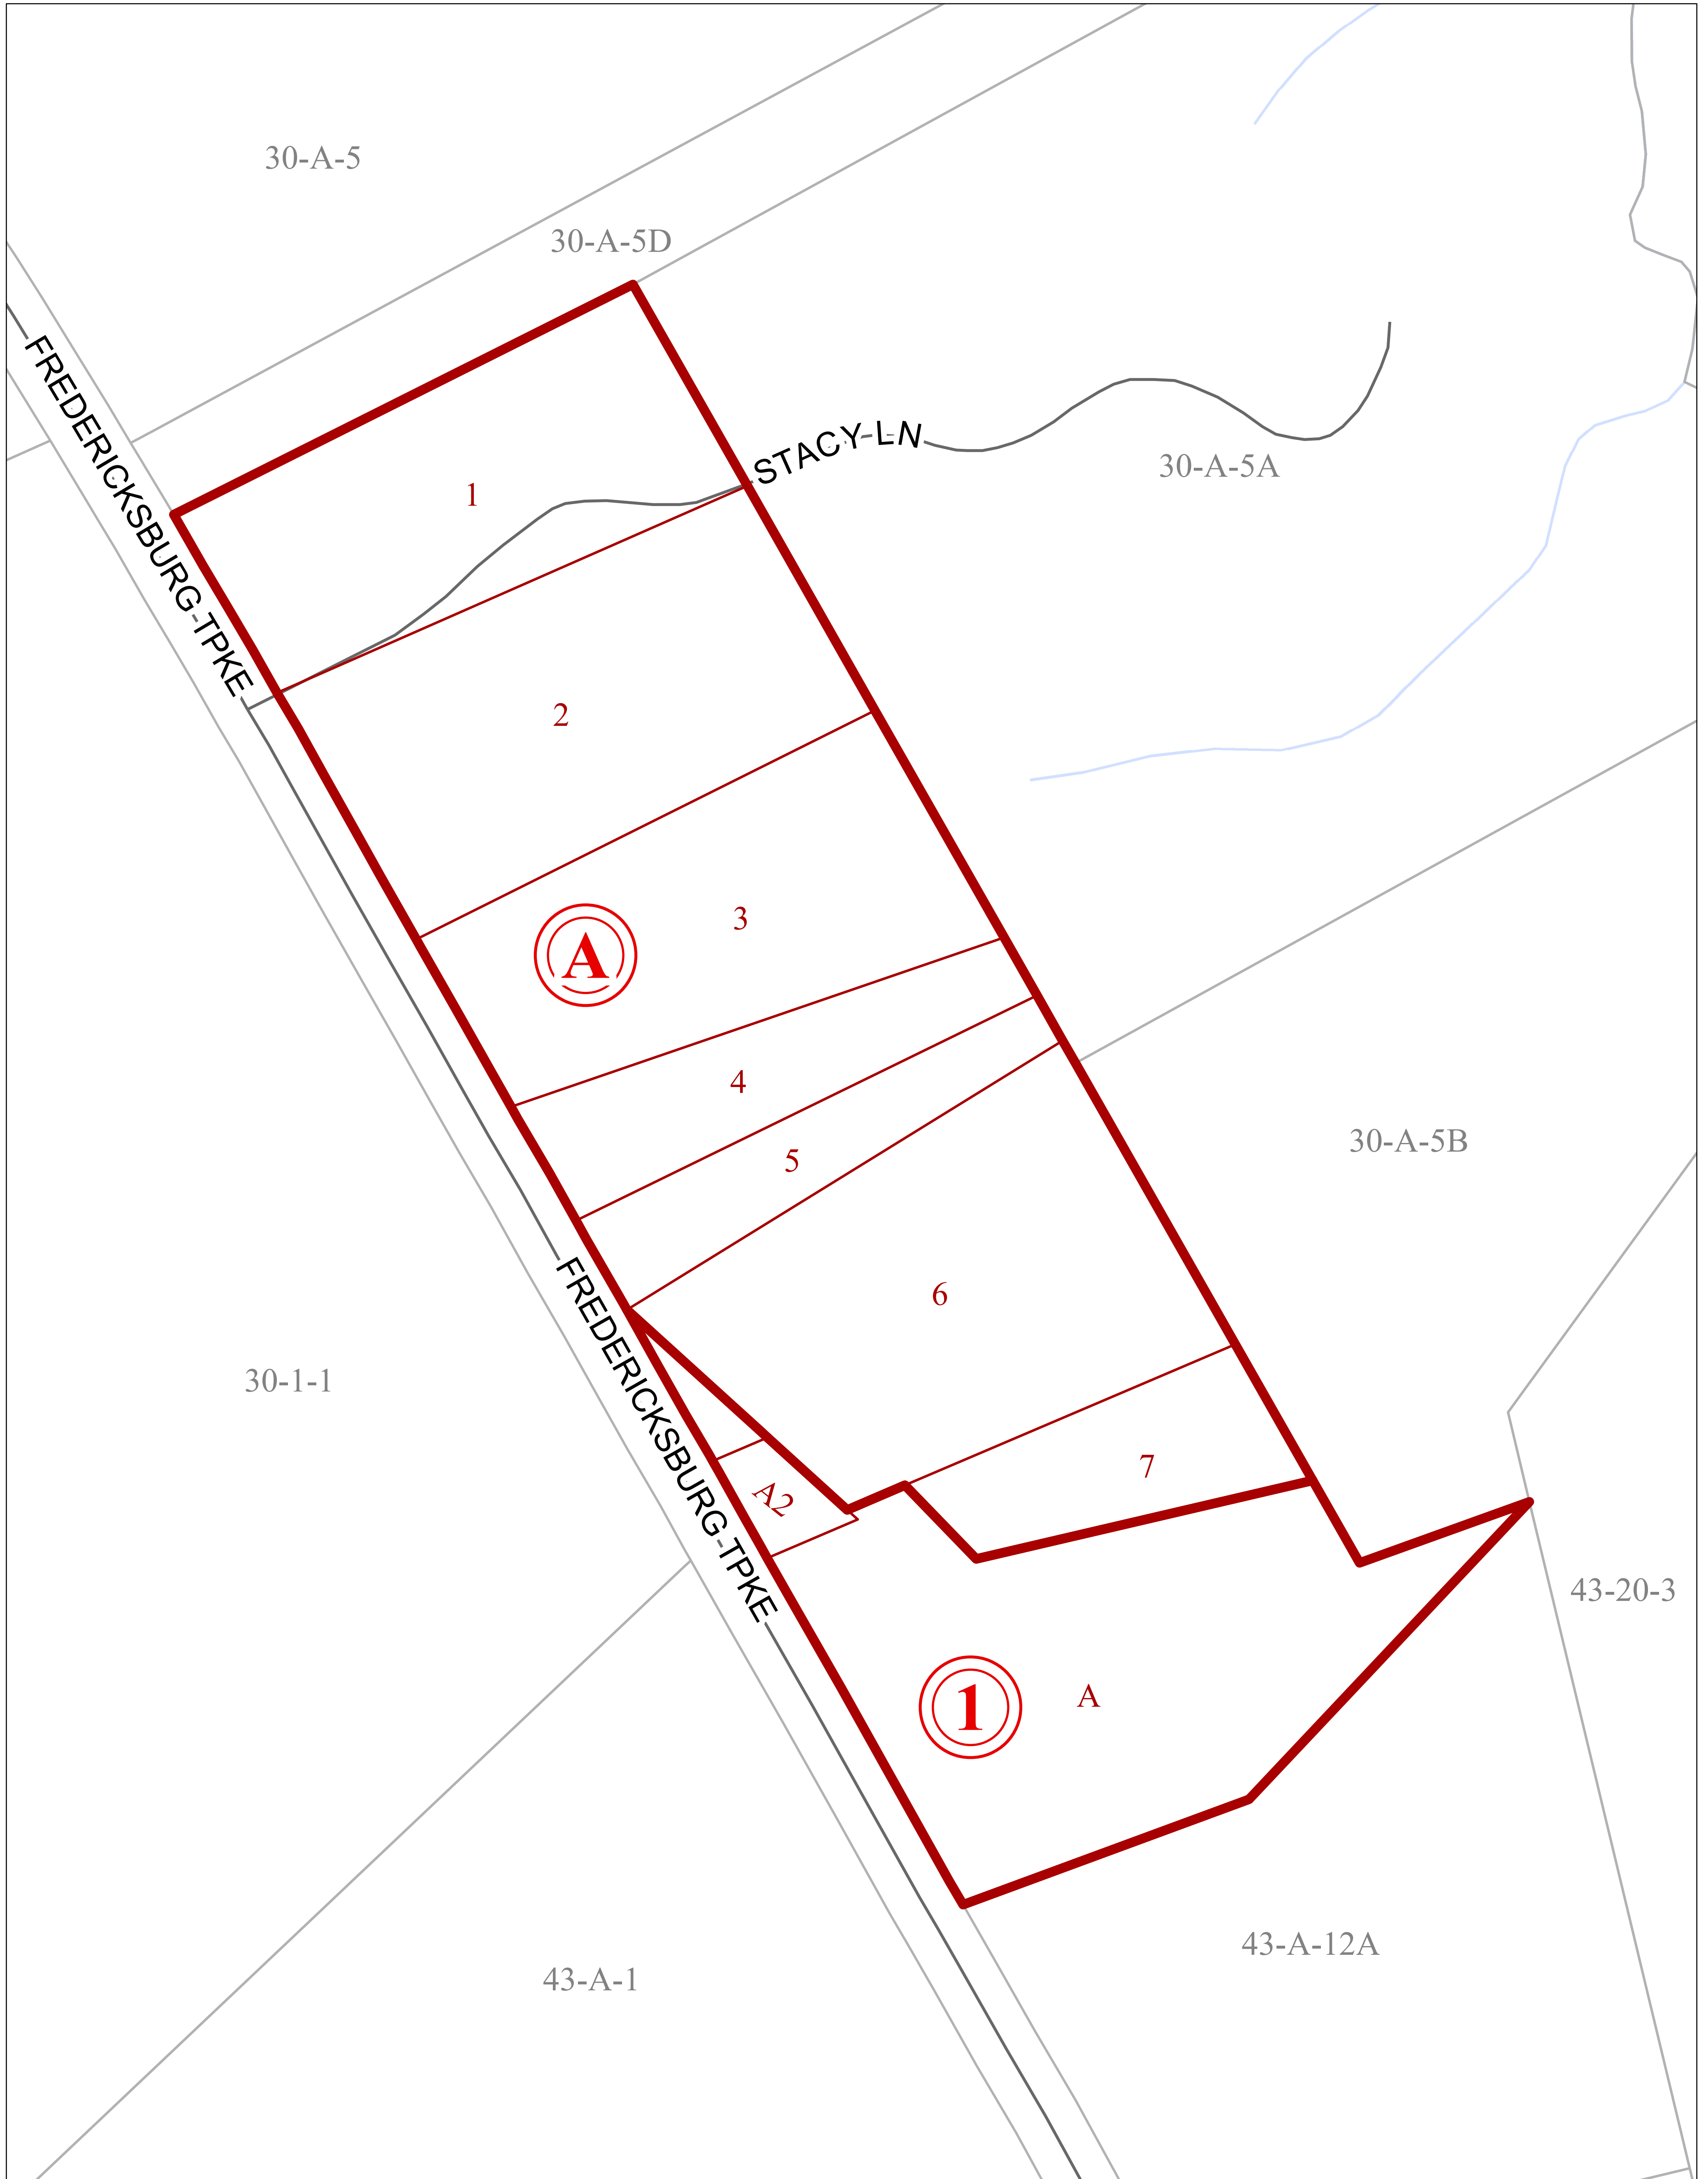 30-A-5
30-A-5D
FREDERICKSBURG-TPKE
STACY-LN
30-A-5A
1
2
3
A
4
30-A-5B
5
6
FREDERICKSBURG-TPKE
30-1-1
7
A2
43-20-3
1
A
43-A-12A
43-A-1